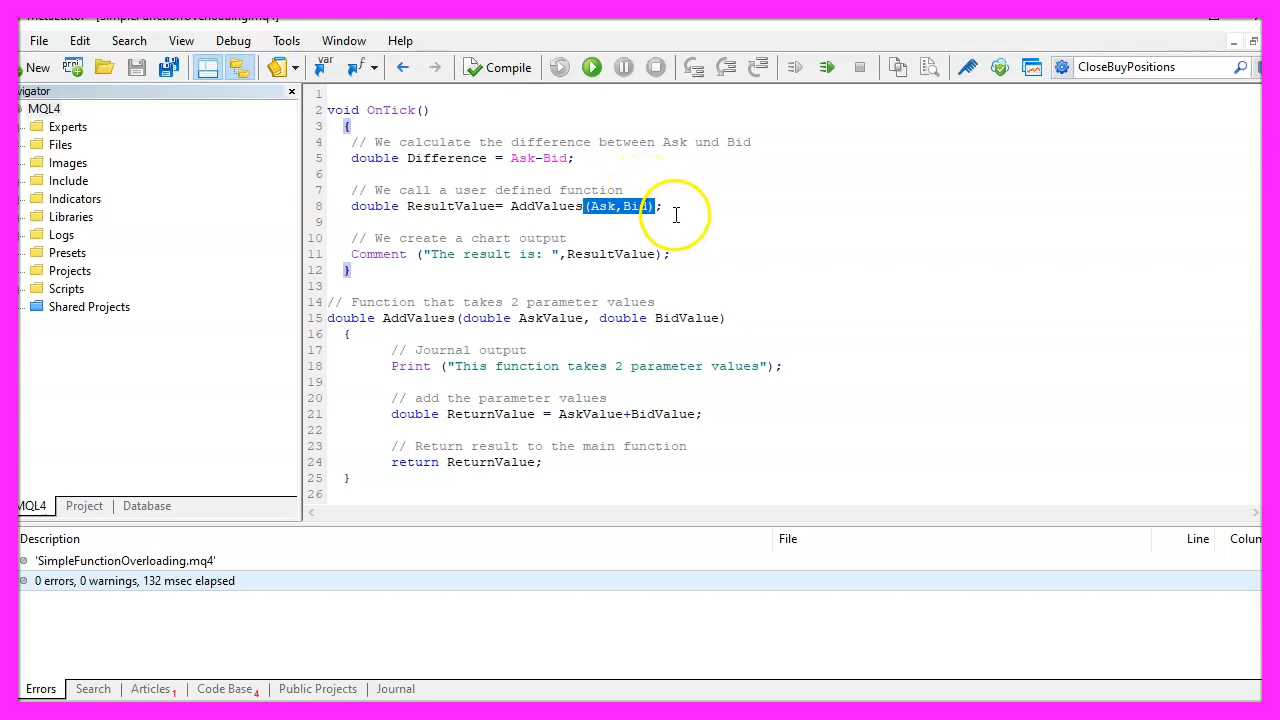 MetaEditor - [SimpleFunctionOverloading.mq4]
File Edit Search View Debug Tools Window Help
New Compile CloseBuyPositions
vigator
MQL4
Experts
Files
Images
Include
Indicators
Libraries
Logs
Presets
Projects
Scripts
Shared Projects
MQL4 Project Database
1
2 void OnTick()
3 {
4 // We calculate the difference between Ask und Bid
5 double Difference = Ask-Bid;
6
7 // We call a user defined function
8 double ResultValue= AddValues(Ask,Bid);
9
10 // We create a chart output
11 Comment ("The result is: ",ResultValue);
12 }
13
14 // Function that takes 2 parameter values
15 double AddValues(double AskValue, double BidValue)
16 {
17 // Journal output
18 Print ("This function takes 2 parameter values");
19
20 // add the parameter values
21 double ReturnValue = AskValue+BidValue;
22
23 // Return result to the main function
24 return ReturnValue;
25 }
26
Description File Line Colum
'SimpleFunctionOverloading.mq4'
0 errors, 0 warnings, 132 msec elapsed
Errors Search Articles 1 Code Base 4 Public Projects Journal